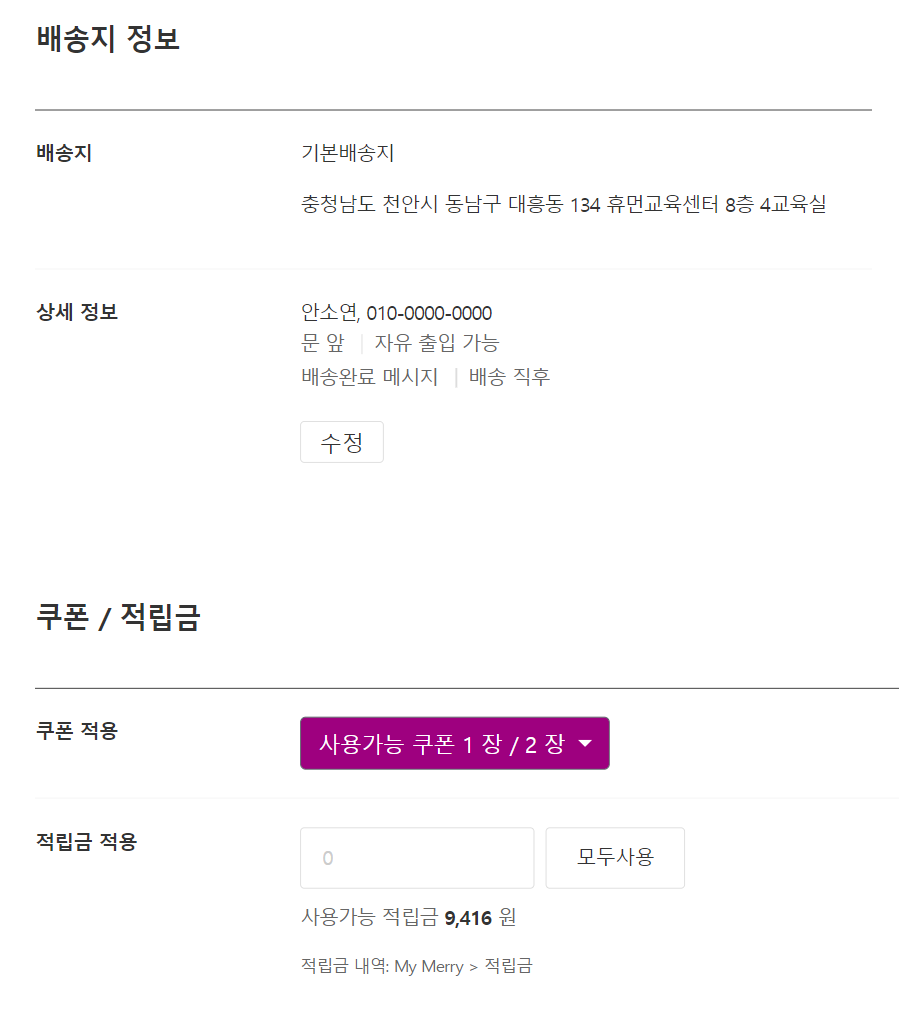 배송지 정보
배송지
기본배송지
충청남도 천안시 동남구 대흥동 134 휴먼교육센터 8층 4교육실
상세 정보
안소연, 010-0000-0000
문 앞 | 자유 출입 가능
배송완료 메시지 | 배송 직후
수정
쿠폰 / 적립금
쿠폰 적용
사용가능 쿠폰 1 장 / 2 장
적립금 적용
0
모두사용
사용가능 적립금 9,416 원
적립금 내역: My Merry > 적립금